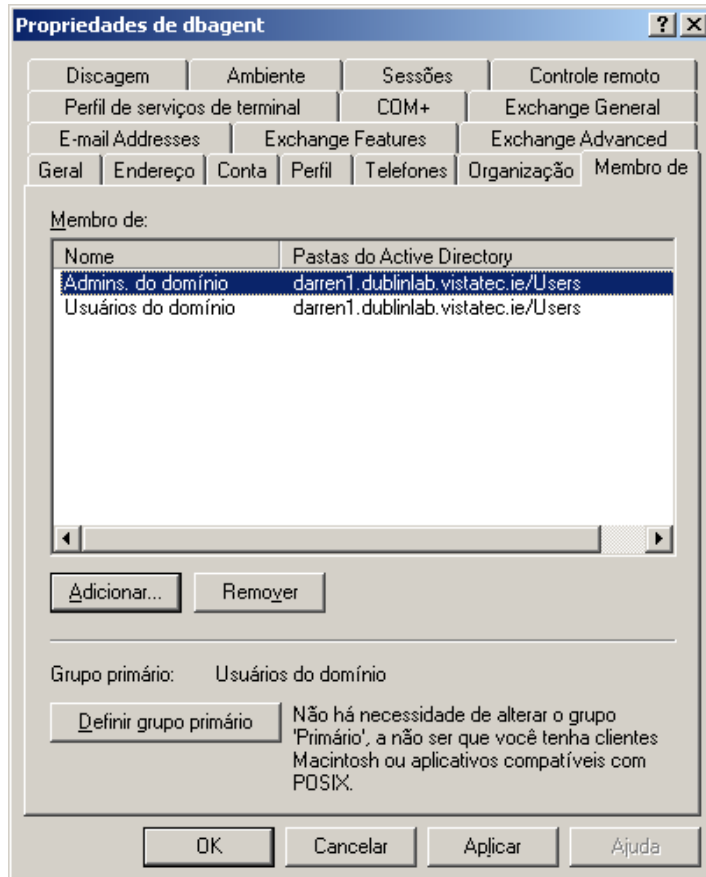 Propriedades de dbagent
Discagem Ambiente Sessões Controle remoto
Perfil de serviços de terminal COM+ Exchange General
E-mail Addresses Exchange Features Exchange Advanced
Geral Endereço Conta Perfil Telefones Organização Membro de
Membro de:
Nome Pastas do Active Directory
Admins. do domínio darren1.dublinlab.vistatec.ie/Users
Usuários do domínio darren1.dublinlab.vistatec.ie/Users
Adicionar... Remover
Grupo primário: Usuários do domínio
Definir grupo primário
Não há necessidade de alterar o grupo
'Primário', a não ser que você tenha clientes
Macintosh ou aplicativos compatíveis com
POSIX.
OK Cancelar Aplicar Ajuda